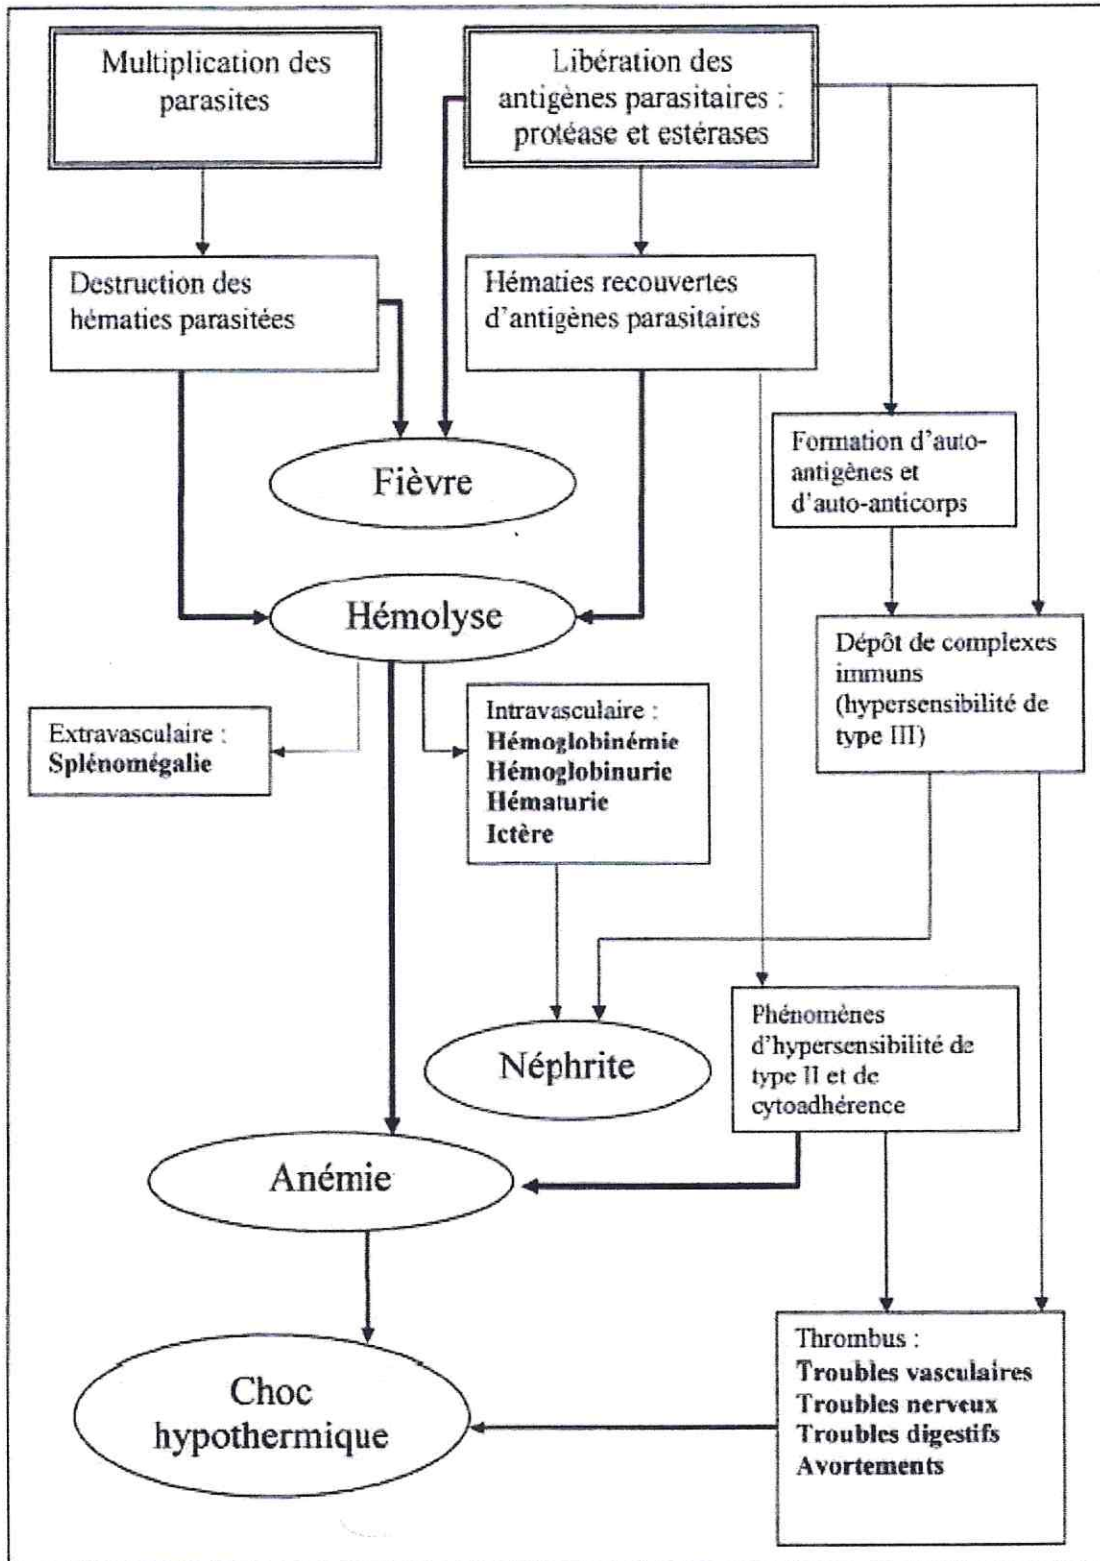 Multiplication des
parasites
Libération des
antigènes parasitaires :
protéase et estérases
Destruction des
hématies parasitées
Hématies recouvertes
d'antigènes parasitaires
Fièvre
Formation d'auto-
antigènes et
d'auto-anticorps
Hémolyse
Dépôt de complexes
immuns
(hypersensibilité de
type III)
Extravasculaire :
Splénomégalie
Intravasculaire :
Hémoglobinémie
Hémoglobinurie
Hématurie
Ictère
Néphrite
Phénomènes
d'hypersensibilité de
type II et de
cytoadhérence
Anémie
Choc
hypothermique
Thrombus :
Troubles vasculaires
Troubles nerveux
Troubles digestifs
Avortements